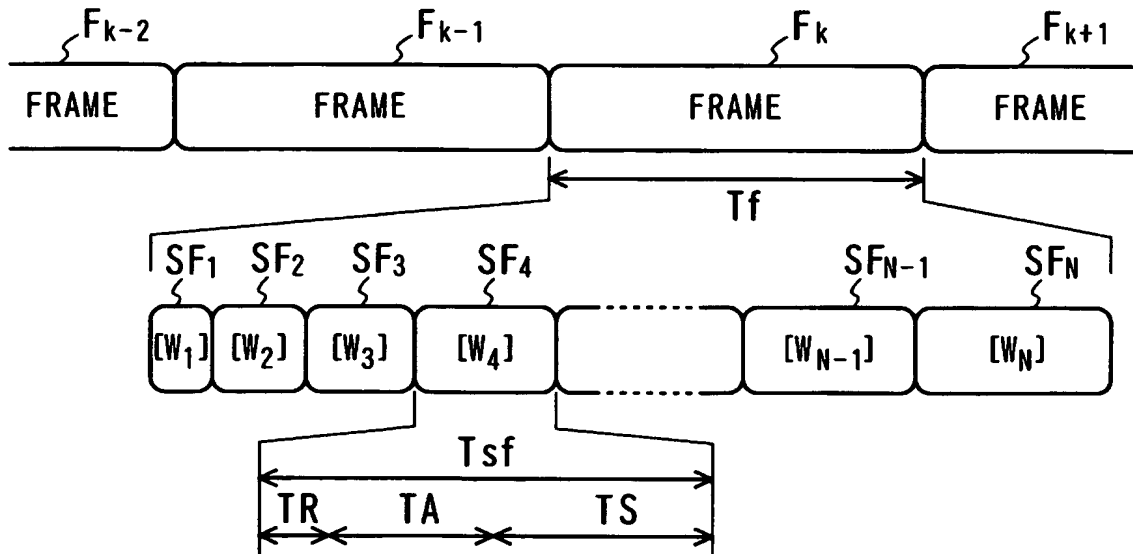 Fk-2 Fk-1 Fk Fk+1
FRAME FRAME FRAME FRAME
Tf
SF1 SF2 SF3 SF4 SFN-1 SFN
[W1] [W2] [W3] [W4] [WN-1] [WN]
Tsf
TR TA TS